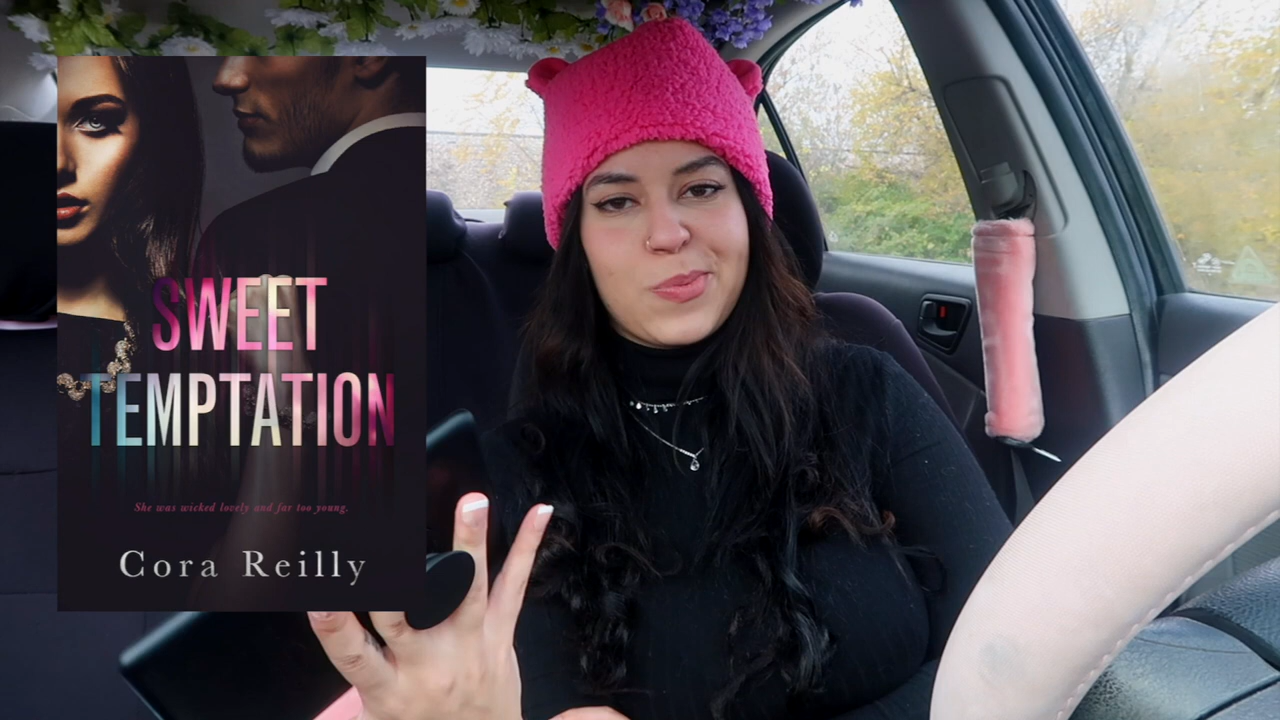 SWEET
TEMPTATION
She was wicked lovely and far too young.
Cora Reilly